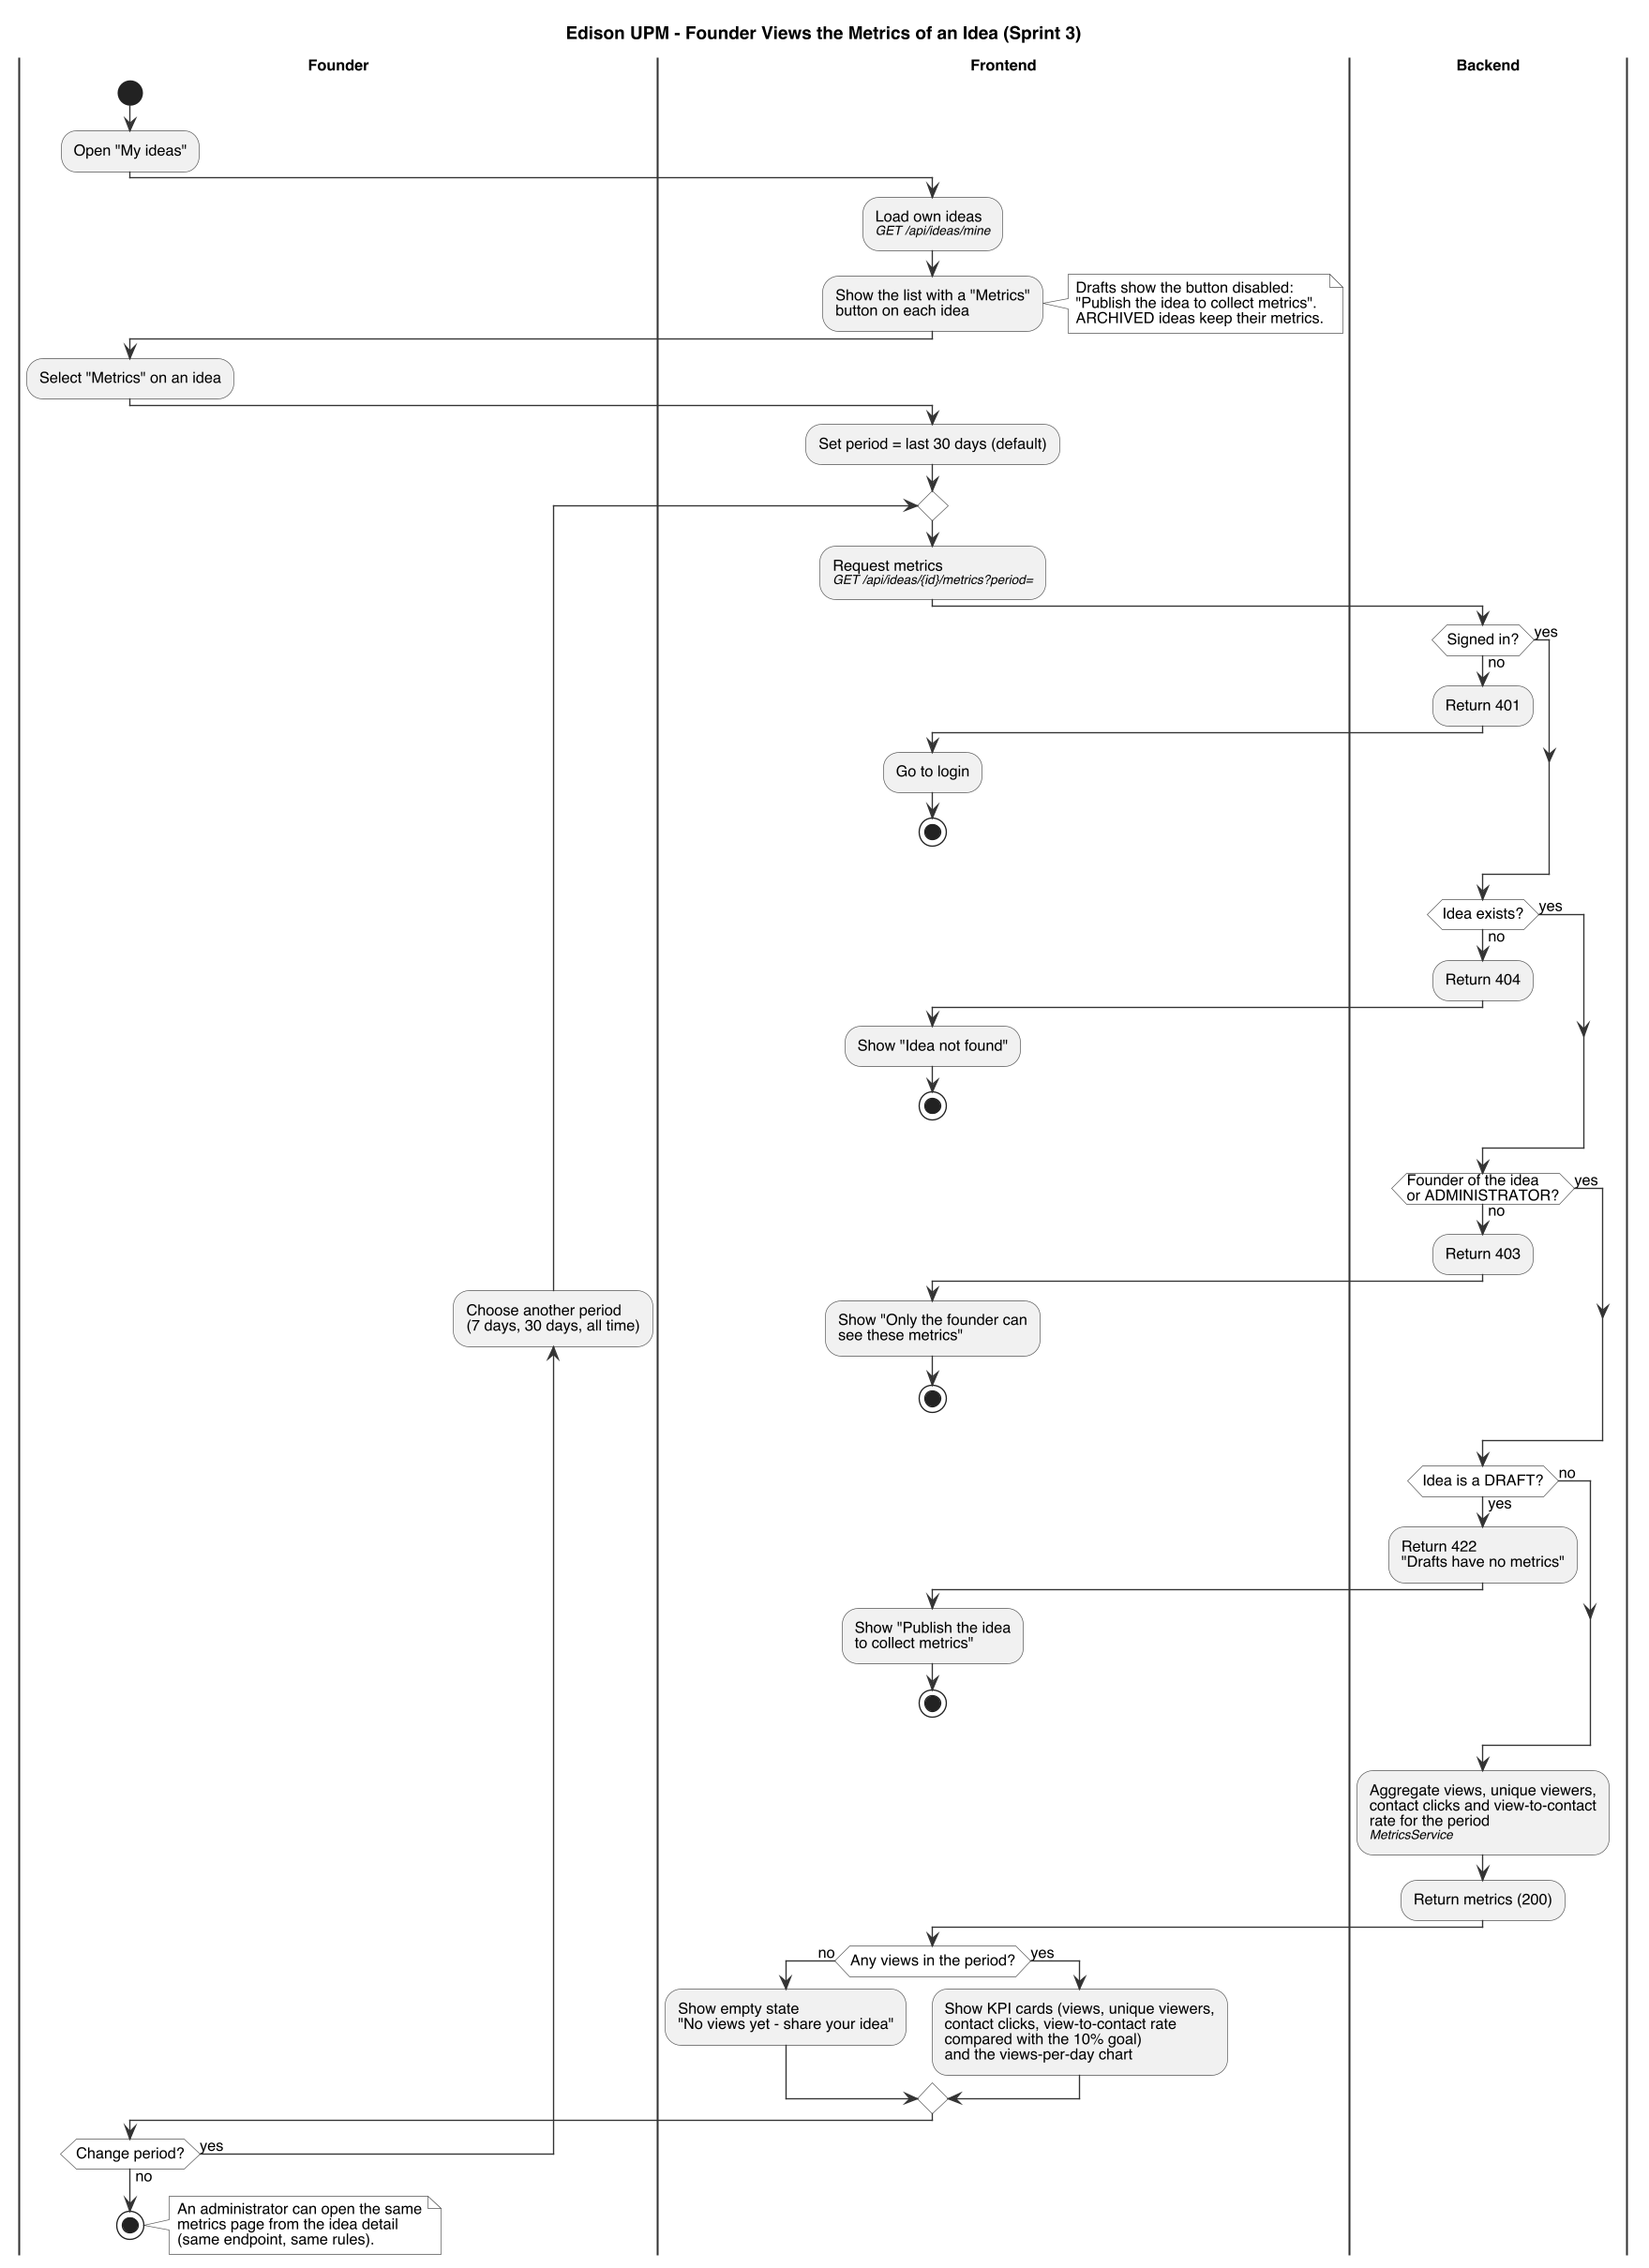 Edison UPM - Founder Views the Metrics of an Idea (Sprint 3)
Founder
Frontend
Backend
Open "My ideas"
Load own ideas
GET /api/ideas/mine
Show the list with a "Metrics"
button on each idea
Drafts show the button disabled:
"Publish the idea to collect metrics".
ARCHIVED ideas keep their metrics.
Select "Metrics" on an idea
Set period = last 30 days (default)
Request metrics
GET /api/ideas/{id}/metrics?period=
Signed in?
yes
no
Return 401
Go to login
Idea exists?
yes
no
Return 404
Show "Idea not found"
Founder of the idea
or ADMINISTRATOR?
yes
no
Return 403
Choose another period
(7 days, 30 days, all time)
Show "Only the founder can
see these metrics"
Idea is a DRAFT?
no
yes
Return 422
"Drafts have no metrics"
Show "Publish the idea
to collect metrics"
Aggregate views, unique viewers,
contact clicks and view-to-contact
rate for the period
MetricsService
Return metrics (200)
Any views in the period?
no
yes
Show empty state
"No views yet - share your idea"
Show KPI cards (views, unique viewers,
contact clicks, view-to-contact rate
compared with the 10% goal)
and the views-per-day chart
Change period?
yes
no
An administrator can open the same
metrics page from the idea detail
(same endpoint, same rules).